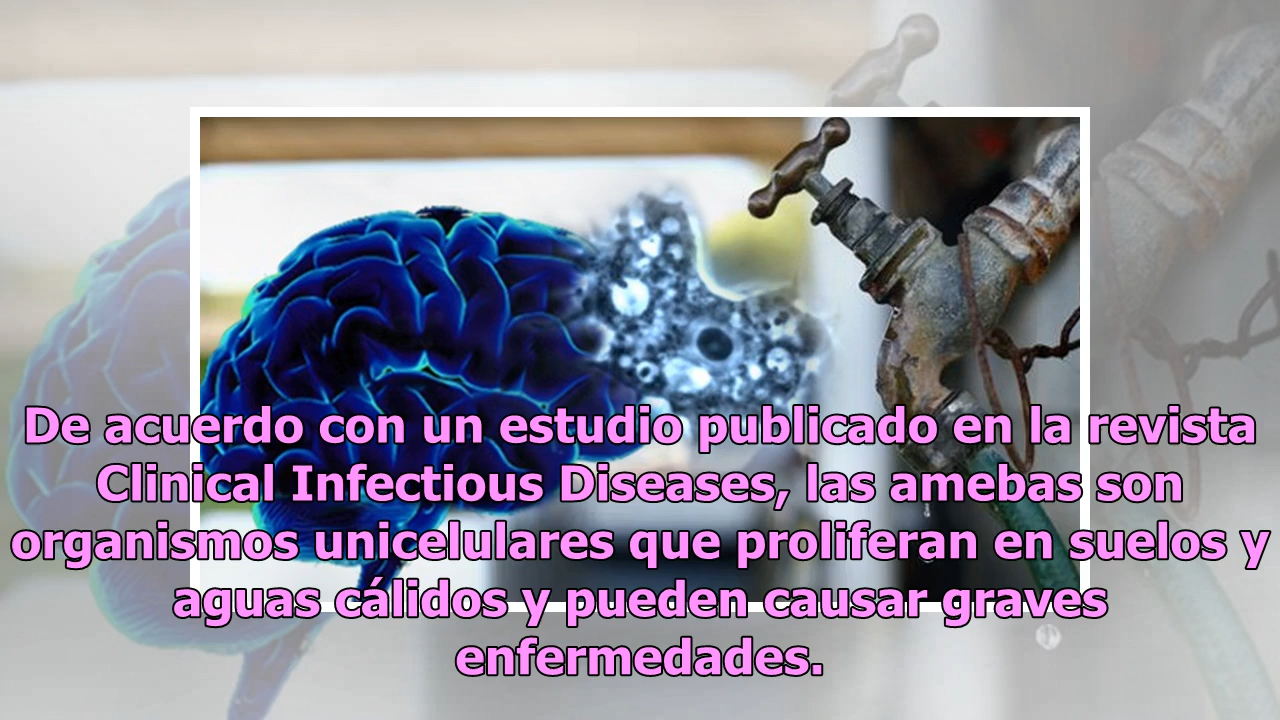 De acuerdo con un estudio publicado en la revista
Clinical Infectious Diseases, las amebas son
organismos unicelulares que proliferan en suelos y
aguas cálidos y pueden causar graves
enfermedades.